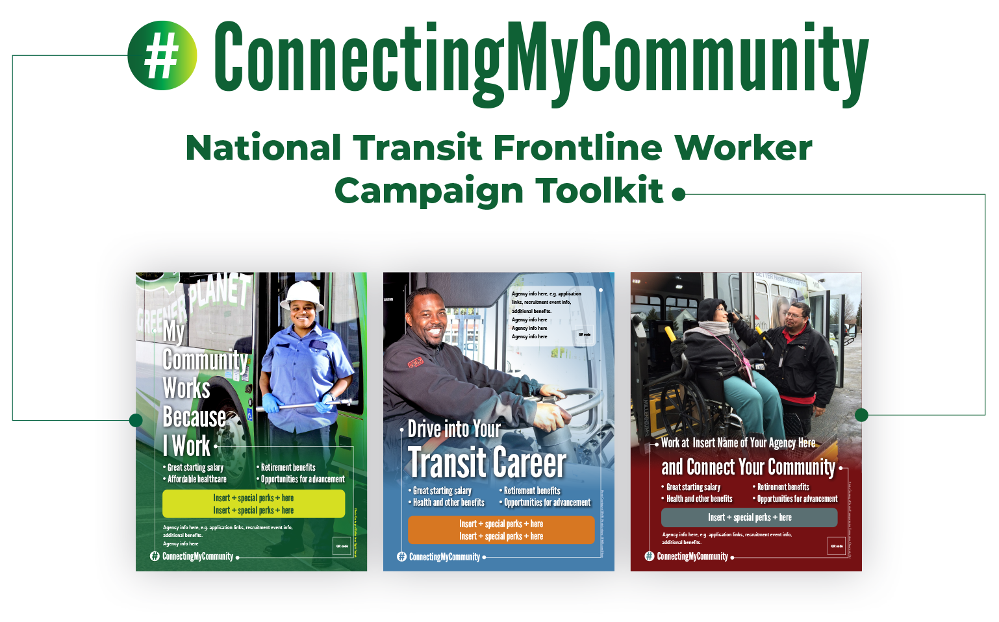 # ConnectingMyCommunity
National Transit Frontline Worker
Campaign Toolkit
GREENER PLANET
My
Community
Works
Because
I Work
• Great starting salary
• Affordable healthcare
• Retirement benefits
• Opportunities for advancement
Insert + special perks + here
Insert + special perks + here
Agency info here, e.g. application links, recruitment event info,
additional benefits.
Agency info here
QR code
# ConnectingMyCommunity
Agency info here, e.g. application
links, recruitment event info,
additional benefits.
Agency info here
Agency info here
Agency info here
QR code
5362
Drive into Your
Transit Career
• Great starting salary
• Health and other benefits
• Retirement benefits
• Opportunities for advancement
Insert + special perks + here
Insert + special perks + here
# ConnectingMyCommunity
BETTER Health, BETTER
Work at Insert Name of Your Agency Here
and Connect Your Community
• Great starting salary
• Health and other benefits
• Retirement benefits
• Opportunities for advancement
Insert + special perks + here
Agency info here, e.g. application links, recruitment event info,
additional benefits.
QR code
# ConnectingMyCommunity